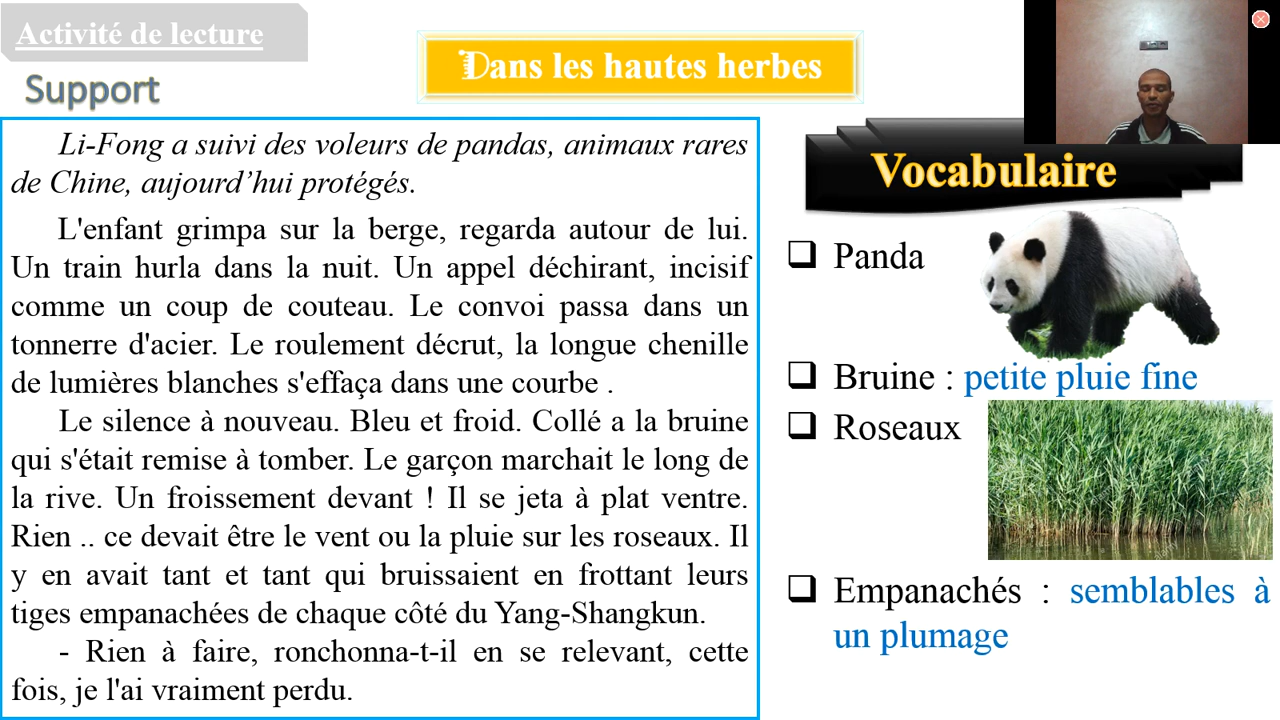 Activité de lecture
Dans les hautes herbes
Support
Li-Fong a suivi des voleurs de pandas, animaux rares
de Chine, aujourd’hui protégés.
L'enfant grimpa sur la berge, regarda autour de lui.
Un train hurla dans la nuit. Un appel déchirant, incisif
comme un coup de couteau. Le convoi passa dans un
tonnerre d'acier. Le roulement décrut, la longue chenille
de lumières blanches s'effaça dans une courbe .
Le silence à nouveau. Bleu et froid. Collé a la bruine
qui s'était remise à tomber. Le garçon marchait le long de
la rive. Un froissement devant ! Il se jeta à plat ventre.
Rien .. ce devait être le vent ou la pluie sur les roseaux. Il
y en avait tant et tant qui bruissaient en frottant leurs
tiges empanachées de chaque côté du Yang-Shangkun.
- Rien à faire, ronchonna-t-il en se relevant, cette
fois, je l'ai vraiment perdu.
Vocabulaire
❑ Panda
❑ Bruine : petite pluie fine
❑ Roseaux
❑ Empanachés : semblables à
un plumage